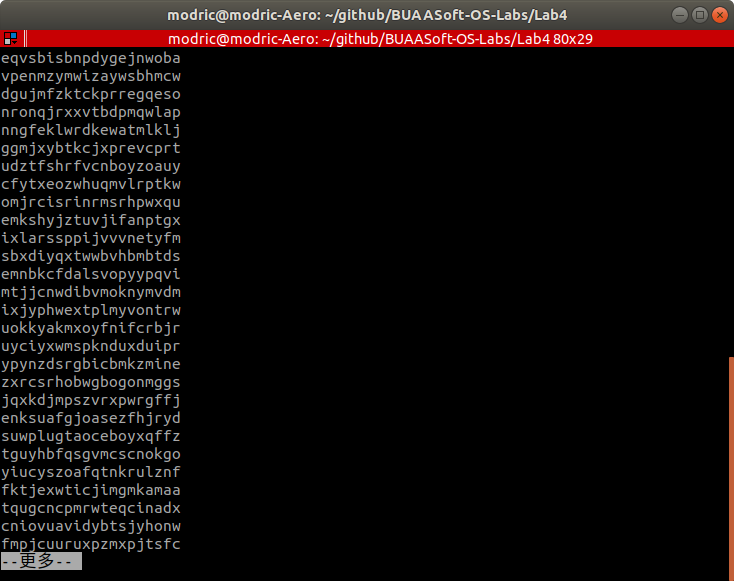 modric@modric-Aero: ~/github/BUAASoft-OS-Labs/Lab4
modric@modric-Aero: ~/github/BUAASoft-OS-Labs/Lab4 80x29
eqvsbisbnpdygejnwoba
vpenmzymwizaywsbhmcw
dgujmfzktckprregqeso
nronqjrxxvtbdpmqwlap
nngfeklwrdkewatmlklj
ggmjxybtkcjxprevcprt
udztfshrfvcnboyzoauy
cfytxeozwhuqmvlrptkw
omjrcisrinrmsrhpwxqu
emkshyjztuvjifanptgx
ixlarssppijvvvnetyfm
sbxdiyqxtwwbvhbmbtds
emnbkcfdalsvopyypqvi
mtjjcnwdibvmoknymvdm
ixjyphwextplmyvontrw
uokkyakmxoyfnifcrbjr
uyciyxwmspknduxduipr
ypynzdsrgbicbmkzmine
zxrcsrhobwgbogonmggs
jqxkdjmpszvrxpwrgffj
enksuafgjoasezfhjryd
suwplugtaoceboyxqffz
tguyhbfqsgvmcscnokgo
yiucyszoafqtnkrulznf
fktjexwticjimgmkamaa
tqugcncpmrwteqcinadx
cniovuavidybtsjyhonw
fmpjcuuruxpzmxpjtsfc
--更多--